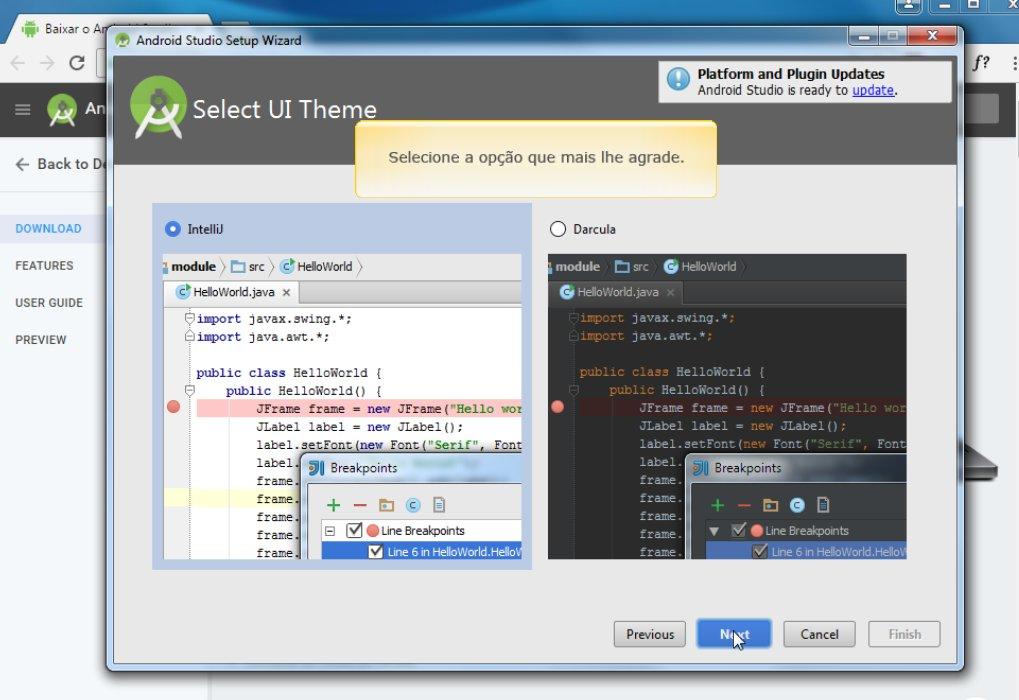 Baixar o An
Android Studio Setup Wizard
f?
Platform and Plugin Updates
Android Studio is ready to update.
An
Select UI Theme
Selecione a opção que mais lhe agrade.
Back to De
DOWNLOAD
FEATURES
USER GUIDE
PREVIEW
IntelliJ
module src HelloWorld
HelloWorld.java
import javax.swing.*;
import java.awt.*;
public class HelloWorld {
public HelloWorld() {
JFrame frame = new JFrame("Hello wor
JLabel label = new JLabel();
label.setFont(new Font("Serif", Font
label.
frame.
frame.
frame.
frame.
frame.
Breakpoints
Line Breakpoints
Line 6 in HelloWorld.HelloW
Darcula
module src HelloWorld
HelloWorld.java
import javax.swing.*;
import java.awt.*;
public class HelloWorld {
public HelloWorld() {
JFrame frame = new JFrame("Hello wor
JLabel label = new JLabel();
label.setFont(new Font("Serif", Font
label.
frame.
frame.
frame.
frame.
frame.
Breakpoints
Line Breakpoints
Line 6 in HelloWorld.HelloW
Previous
Next
Cancel
Finish